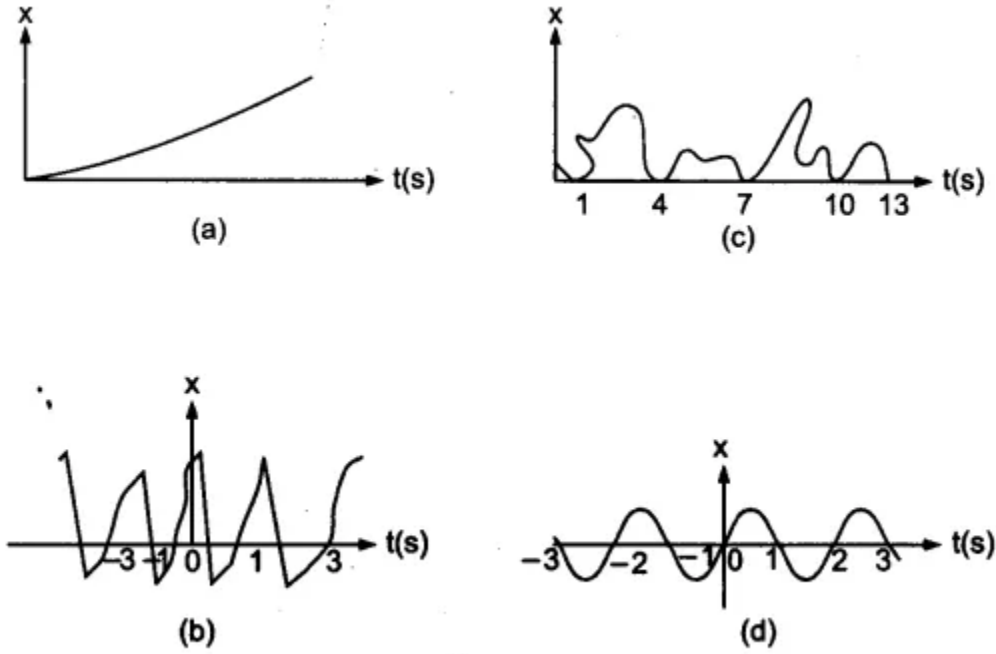 x
t(s)
(a)
x
t(s)
1 4 7 10 13
(c)
x
t(s)
–3 –1 0 1 3
(b)
x
t(s)
–3 –2 –1 0 1 2 3
(d)